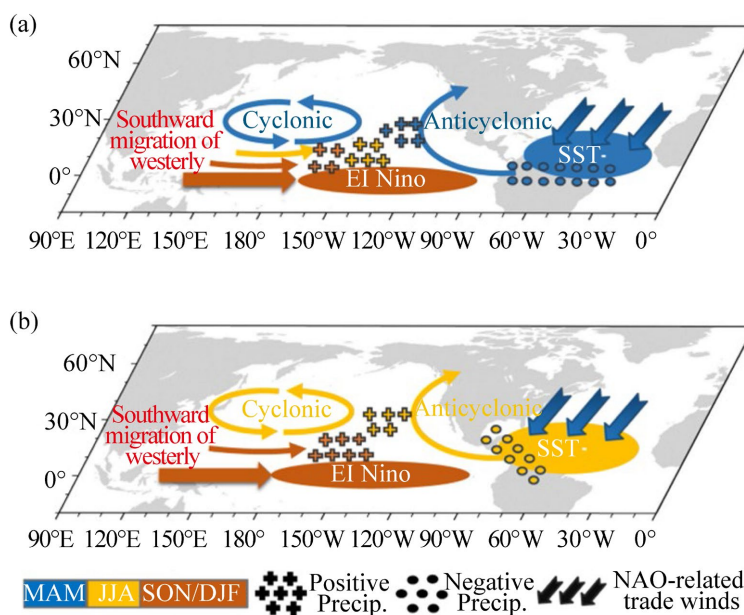 (a)
60°N
30°N
0°
Southward
migration of
westerly
Cyclonic
Anticyclonic
SST-
EI Nino
90°E 120°E 150°E 180° 150°W 120°W 90°W 60°W 30°W 0°
(b)
60°N
30°N
0°
Southward
migration of
westerly
Cyclonic
Anticyclonic
SST-
EI Nino
90°E 120°E 150°E 180° 150°W 120°W 90°W 60°W 30°W 0°
MAM JJA SON/DJF
Positive
Precip.
Negative
Precip.
NAO-related
trade winds